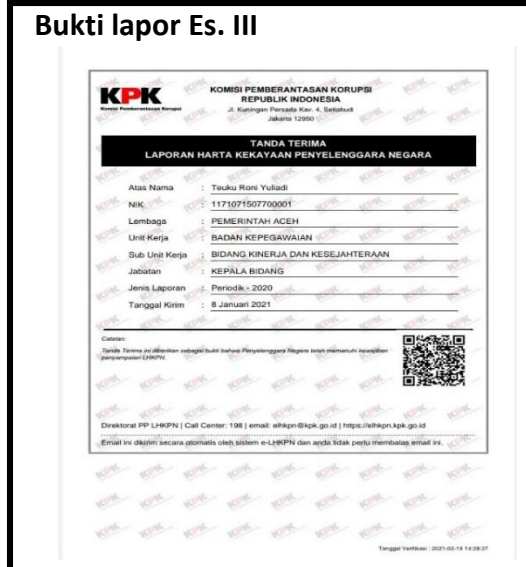 Bukti lapor Es. III
KPK
Komisi Pemberantasan Korupsi
KOMISI PEMBERANTASAN KORUPSI
REPUBLIK INDONESIA
Jl. Kuningan Persada Kav. 4, Setiabudi
Jakarta 12950
TANDA TERIMA
LAPORAN HARTA KEKAYAAN PENYELENGGARA NEGARA
Atas Nama : Teuku Roni Yuliadi
NIK : 1171071507700001
Lembaga : PEMERINTAH ACEH
Unit Kerja : BADAN KEPEGAWAIAN
Sub Unit Kerja : BIDANG KINERJA DAN KESEJAHTERAAN
Jabatan : KEPALA BIDANG
Jenis Laporan : Periodik - 2020
Tanggal Kirim : 8 Januari 2021
Catatan:
Tanda Terima ini diberikan sebagai bukti bahwa Penyelenggara Negara telah memenuhi kewajiban
penyampaian LHKPN.
Direktorat PP LHKPN | Call Center: 198 | email: elhkpn@kpk.go.id | https://elhkpn.kpk.go.id
Email ini dikirim secara otomatis oleh sistem e-LHKPN dan anda tidak perlu membalas email ini.
Tanggal Verifikasi : 2021-02-19 14:28:27